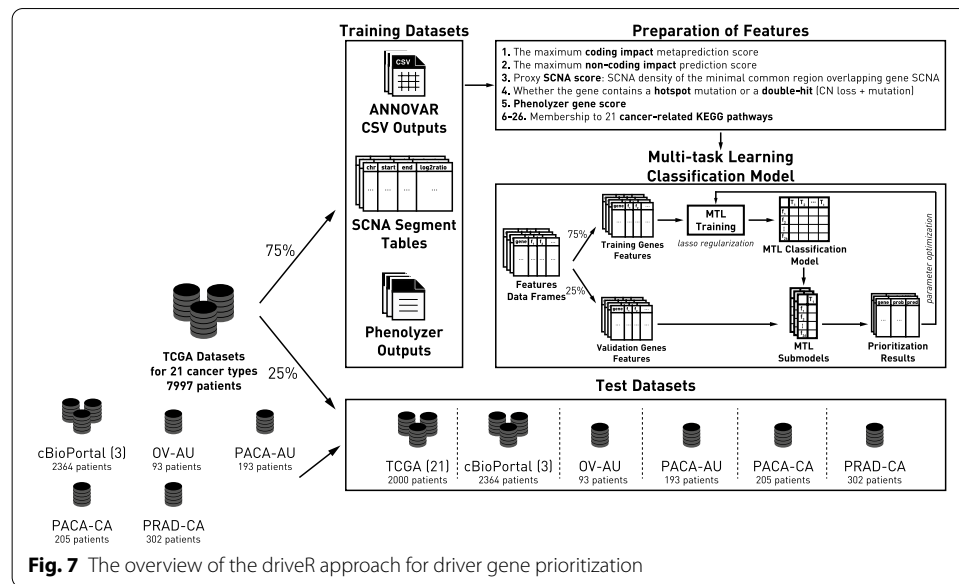 Training Datasets
CSV
ANNOVAR
CSV Outputs
chr start end log2ratio
... ... ... ...
SCNA Segment
Tables
Phenolyzer
Outputs
Preparation of Features
1. The maximum coding impact metaprediction score
2. The maximum non-coding impact prediction score
3. Proxy SCNA score: SCNA density of the minimal common region overlapping gene SCNA
4. Whether the gene contains a hotspot mutation or a double-hit (CN loss + mutation)
5. Phenolyzer gene score
6-26. Membership to 21 cancer-related KEGG pathways
Multi-task Learning
Classification Model
Features
Data Frames
75%
25%
Training Genes
Features
Validation Genes
Features
MTL
Training
lasso regularization
MTL Classification
Model
MTL
Submodels
gene prob pred
Prioritization
Results
parameter optimization
75%
25%
TCGA Datasets
for 21 cancer types
7997 patients
cBioPortal (3)
2364 patients
OV-AU
93 patients
PACA-AU
193 patients
PACA-CA
205 patients
PRAD-CA
302 patients
Test Datasets
TCGA (21)
2000 patients
cBioPortal (3)
2364 patients
OV-AU
93 patients
PACA-AU
193 patients
PACA-CA
205 patients
PRAD-CA
302 patients
Fig. 7 The overview of the driveR approach for driver gene prioritization